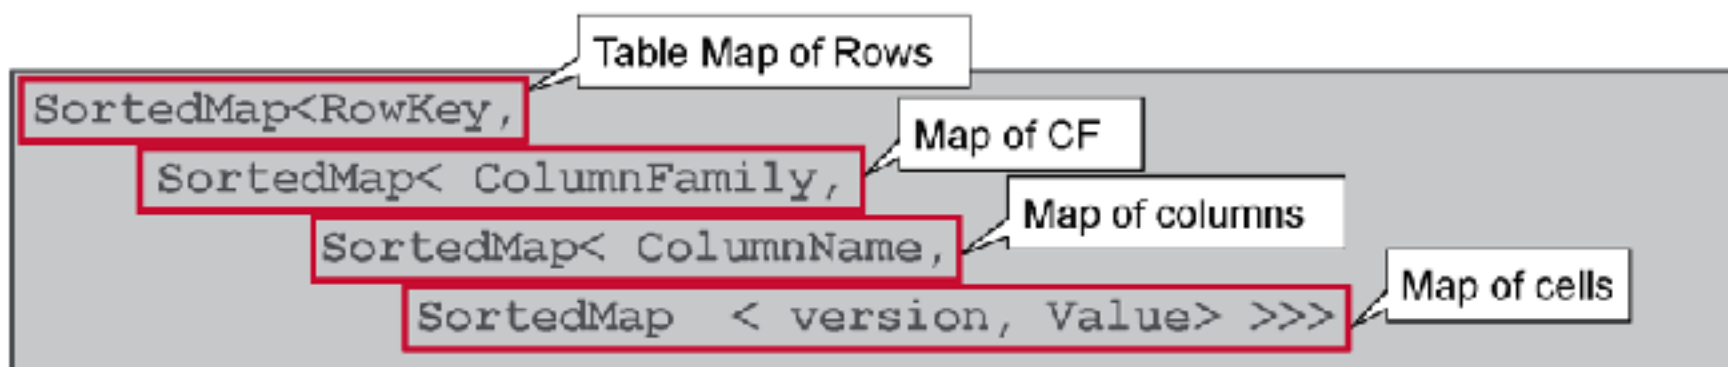 Table Map of Rows
SortedMap<RowKey,
Map of CF
SortedMap< ColumnFamily,
Map of columns
SortedMap< ColumnName,
Map of cells
SortedMap < version, Value> >>>